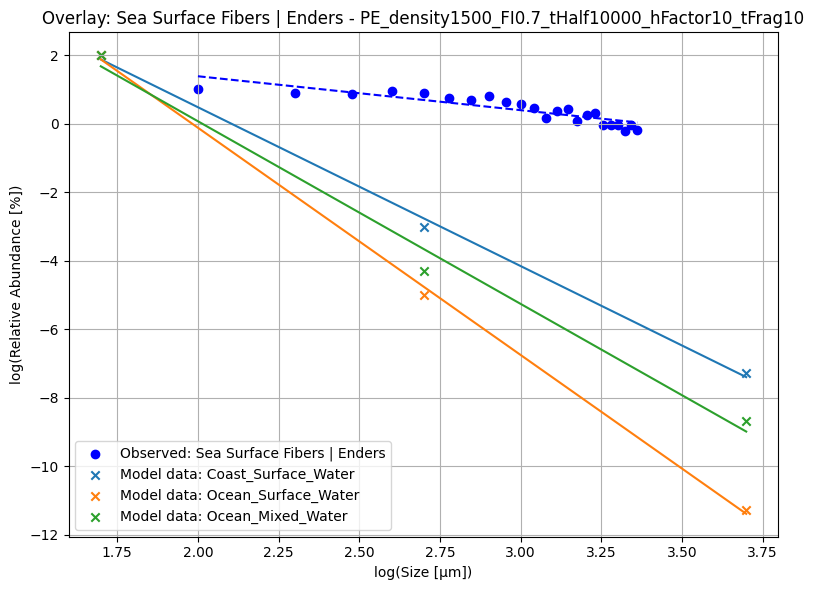 Overlay: Sea Surface Fibers | Enders - PE_density1500_FI0.7_tHalf10000_hFactor10_tFrag10
log(Relative Abundance [%])
2
0
−2
−4
−6
−8
−10
−12
Observed: Sea Surface Fibers | Enders
Model data: Coast_Surface_Water
Model data: Ocean_Surface_Water
Model data: Ocean_Mixed_Water
1.75 2.00 2.25 2.50 2.75 3.00 3.25 3.50 3.75
log(Size [μm])